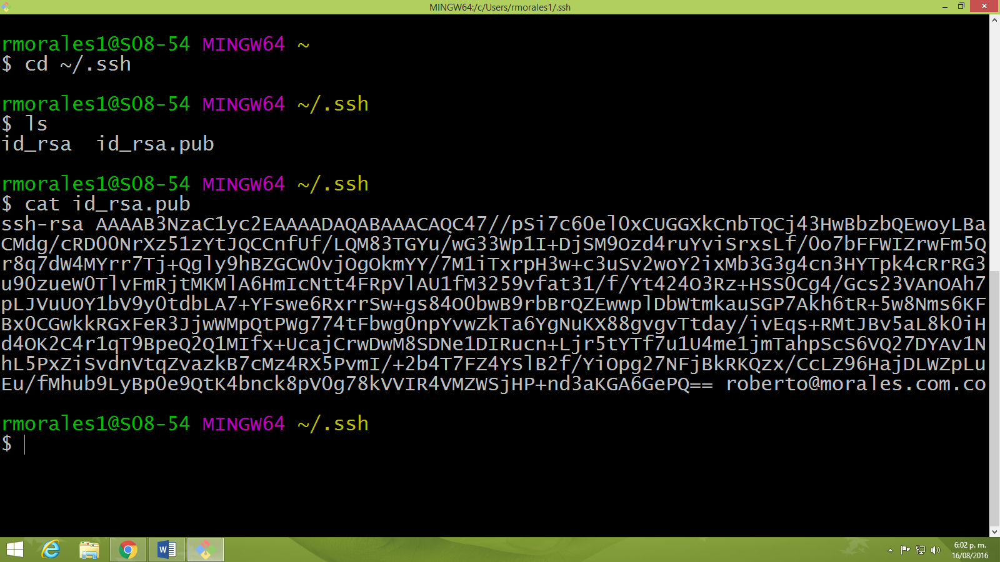 MINGW64:/c/Users/rmorales1/.ssh
rmorales1@S08-54 MINGW64 ~
$ cd ~/.ssh
rmorales1@S08-54 MINGW64 ~/.ssh
$ ls
id_rsa  id_rsa.pub
rmorales1@S08-54 MINGW64 ~/.ssh
$ cat id_rsa.pub
ssh-rsa AAAAB3NzaC1yc2EAAAADAQABAAACAQC47//pSi7c60el0xCUGGXkCnbTQCj43HwBbzbQEwoyLBa
CMdg/cRD00NrXz51zYtJQCCnfUf/LQM83TGYu/wG33Wp1I+DjSM9Ozd4ruYviSrxsLf/0o7bFFWIZrwFm5Q
r8q7dW4MYrr7Tj+Qgly9hBZGCw0vjOgOkmYY/7M1iTxrpH3w+c3uSv2woY2ixMb3G3g4cn3HYTpk4cRrRG3
u90zueW0TlvFmRjtMKMlA6HmIcNtt4FRpVlAU1fM3259vfat31/f/Yt424O3Rz+HSS0Cg4/Gcs23VAnOAh7
pLJVuUOY1bV9y0tdbLA7+YFswe6RxrrSw+gs84O0bwB9rbBrQZEwwplDbWtmkauSGP7Akh6tR+5w8Nms6KF
Bx0CGwkkRGxFeR3JjwWMpQtPWg774tFbwg0npYvwZkTa6YgNuKX88gvgvTtday/ivEqs+RMtJBv5aL8k0iH
d4OK2C4r1qT9BpeQ2Q1MIfx+UcajCrwDwM8SDNe1DIRucn+Ljr5tYTf7u1U4me1jmTahpScS6VQ27DYAv1N
hL5PxZiSvdnVtqZvazkB7cMz4RX5PvmI/+2b4T7FZ4YSlB2f/YiOpg27NFjBkRKQzx/CcLZ96HajDLWZpLu
Eu/fMhub9LyBp0e9QtK4bnck8pV0g78kVVIR4VMZWSjHP+nd3aKGA6GePQ== roberto@morales.com.co
rmorales1@S08-54 MINGW64 ~/.ssh
$
6:02 p. m.
16/08/2016